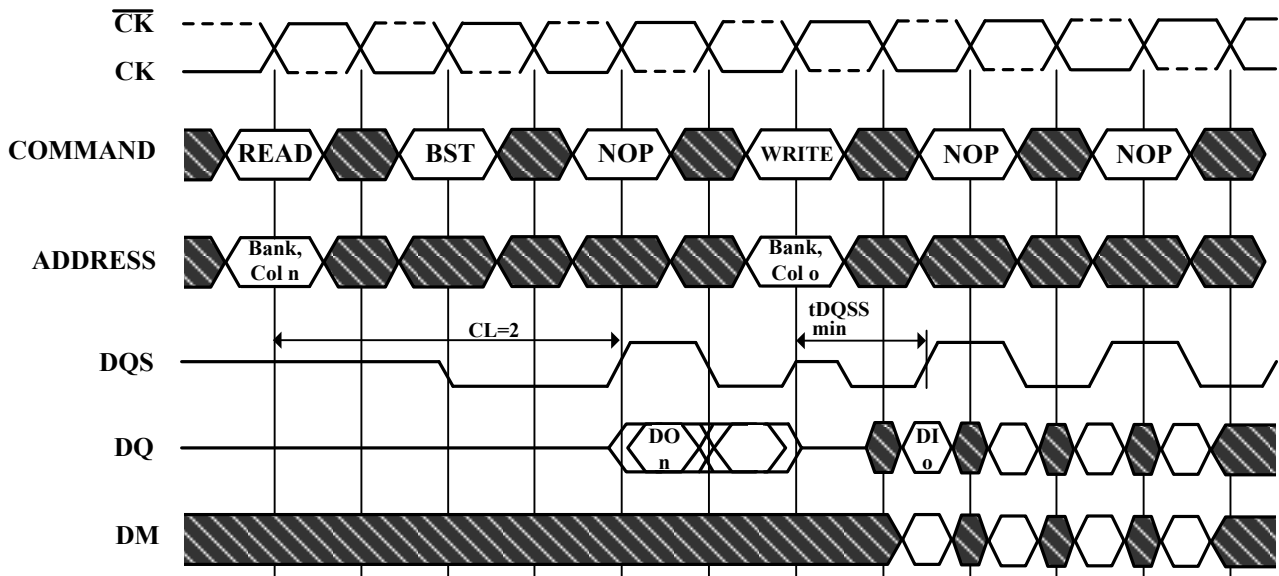 CK
CK
COMMAND
READ
BST
NOP
WRITE
NOP
NOP
ADDRESS
Bank,
Col n
Bank,
Col o
CL=2
tDQSS
min
DQS
DQ
DO
n
DI
o
DM